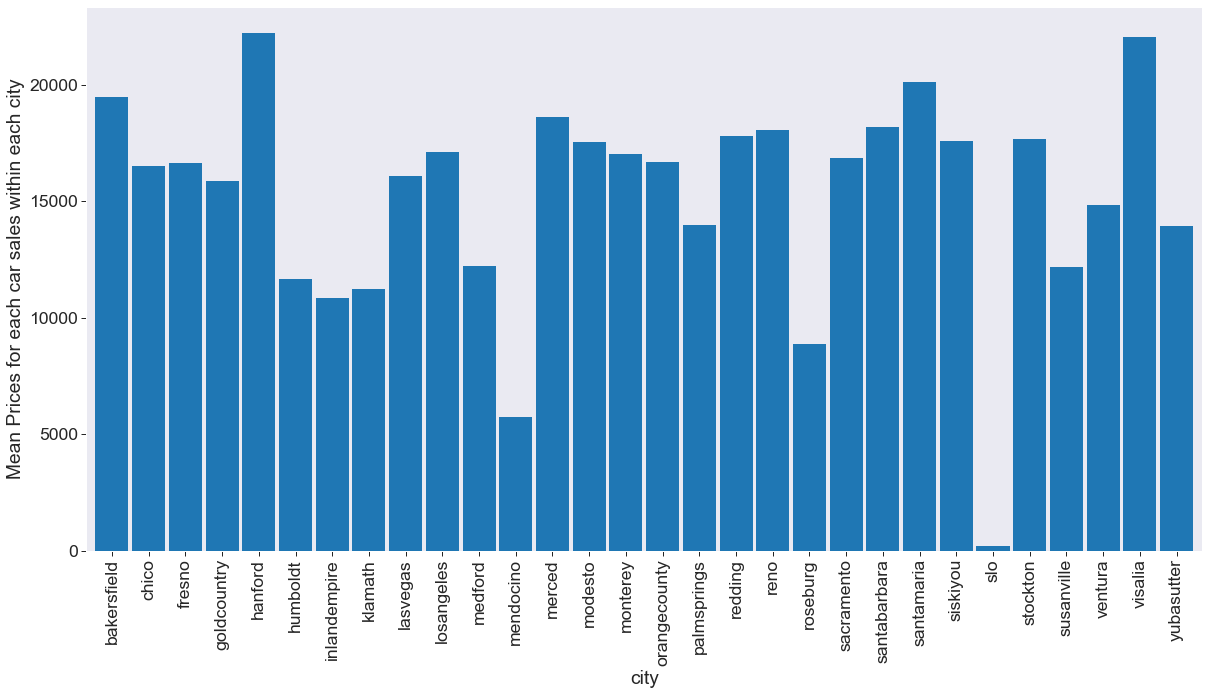 Mean Prices for each car sales within each city
20000
15000
10000
5000
0
bakersfield
chico
fresno
goldcountry
hanford
humboldt
inlandempire
klamath
lasvegas
losangeles
medford
mendocino
merced
modesto
monterey
orangecounty
palmsprings
redding
reno
roseburg
sacramento
santabarbara
santamaria
siskiyou
slo
stockton
susanville
ventura
visalia
yubasutter
city